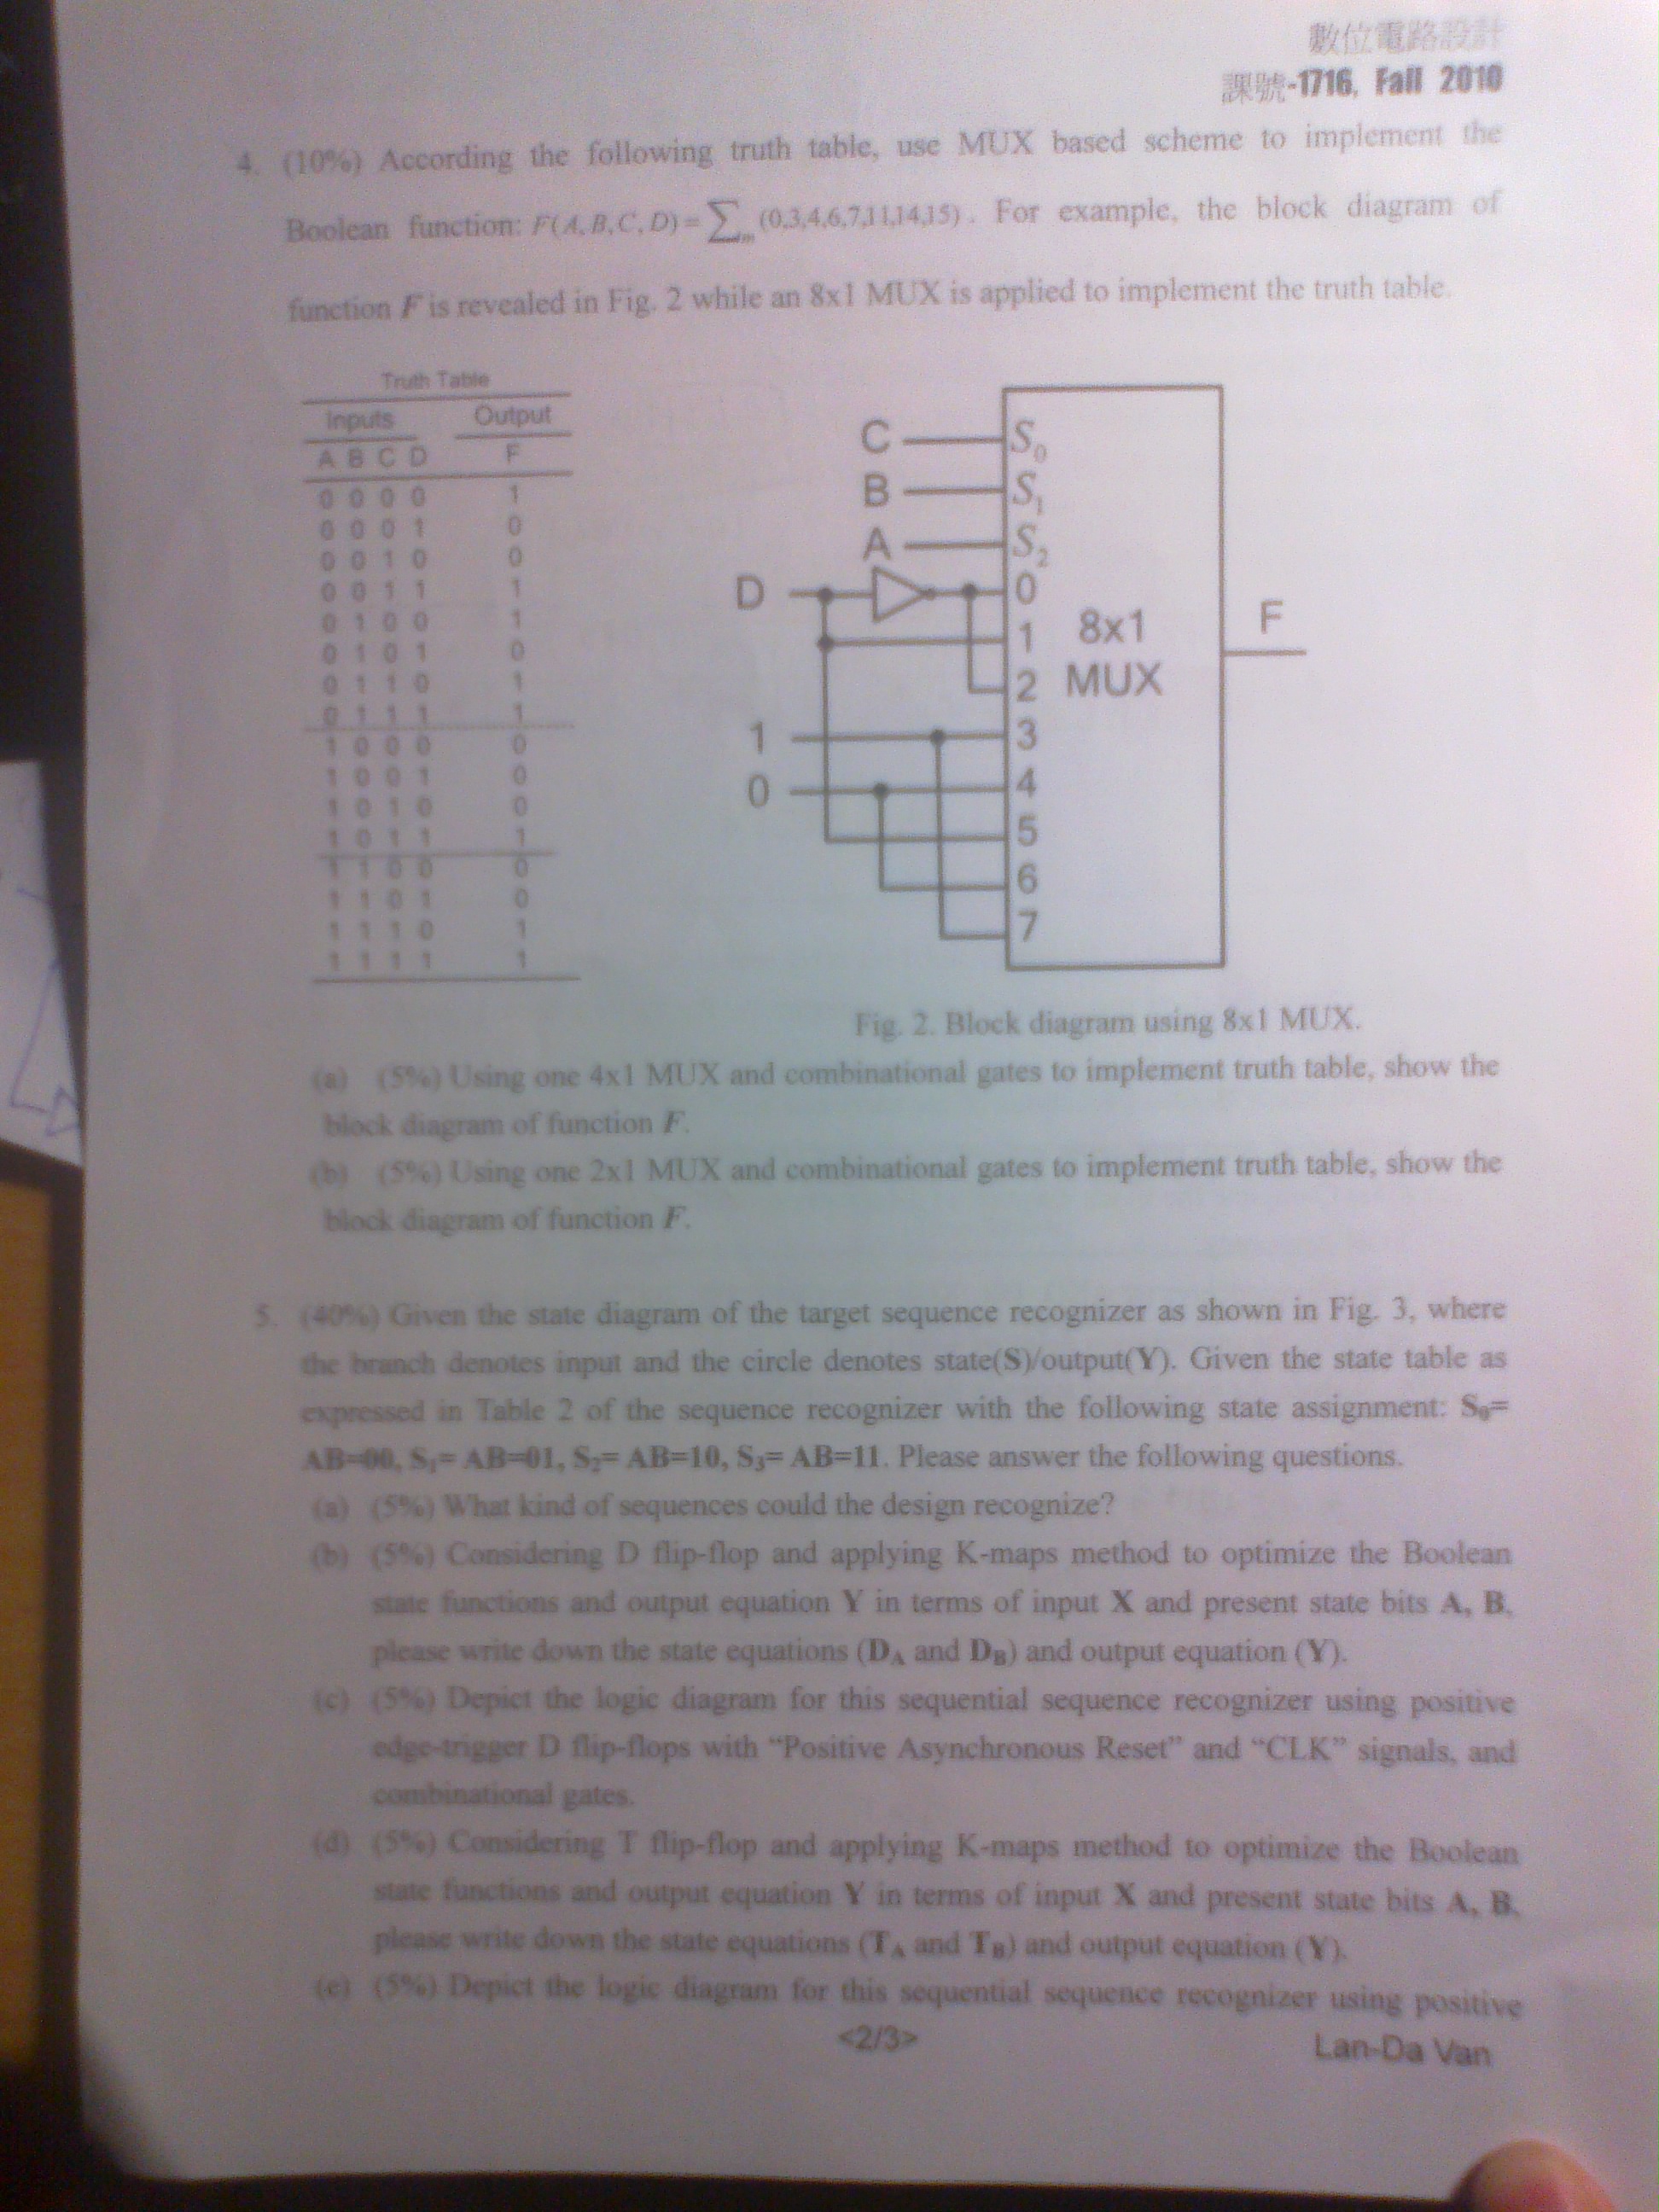 數位電路設計
課號-1716, Fall 2010
4. (10%) According the following truth table, use MUX based scheme to implement the
Boolean function: F(A,B,C,D)=∑m(0,3,4,6,7,11,14,15). For example, the block diagram of
function F is revealed in Fig. 2 while an 8x1 MUX is applied to implement the truth table.
Truth Table
Inputs Output
A B C D F
0 0 0 0 1
0 0 0 1 0
0 0 1 0 0
0 0 1 1 1
0 1 0 0 1
0 1 0 1 0
0 1 1 0 1
0 1 1 1 1
1 0 0 0 0
1 0 0 1 0
1 0 1 0 0
1 0 1 1 1
1 1 0 0 0
1 1 0 1 0
1 1 1 0 1
1 1 1 1 1
C S0
B S1
A S2
D 0
1 8x1
2 MUX
F
1 3
0 4
5
6
7
Fig. 2. Block diagram using 8x1 MUX.
(a) (5%) Using one 4x1 MUX and combinational gates to implement truth table, show the
block diagram of function F.
(b) (5%) Using one 2x1 MUX and combinational gates to implement truth table, show the
block diagram of function F.
5. (40%) Given the state diagram of the target sequence recognizer as shown in Fig. 3, where
the branch denotes input and the circle denotes state(S)/output(Y). Given the state table as
expressed in Table 2 of the sequence recognizer with the following state assignment: S0=
AB=00, S1= AB=01, S2= AB=10, S3= AB=11. Please answer the following questions.
(a) (5%) What kind of sequences could the design recognize?
(b) (5%) Considering D flip-flop and applying K-maps method to optimize the Boolean
state functions and output equation Y in terms of input X and present state bits A, B,
please write down the state equations (DA and DB) and output equation (Y).
(c) (5%) Depict the logic diagram for this sequential sequence recognizer using positive
edge-trigger D flip-flops with “Positive Asynchronous Reset” and “CLK” signals, and
combinational gates.
(d) (5%) Considering T flip-flop and applying K-maps method to optimize the Boolean
state functions and output equation Y in terms of input X and present state bits A, B,
please write down the state equations (TA and TB) and output equation (Y).
(e) (5%) Depict the logic diagram for this sequential sequence recognizer using positive
<2/3>
Lan-Da Van